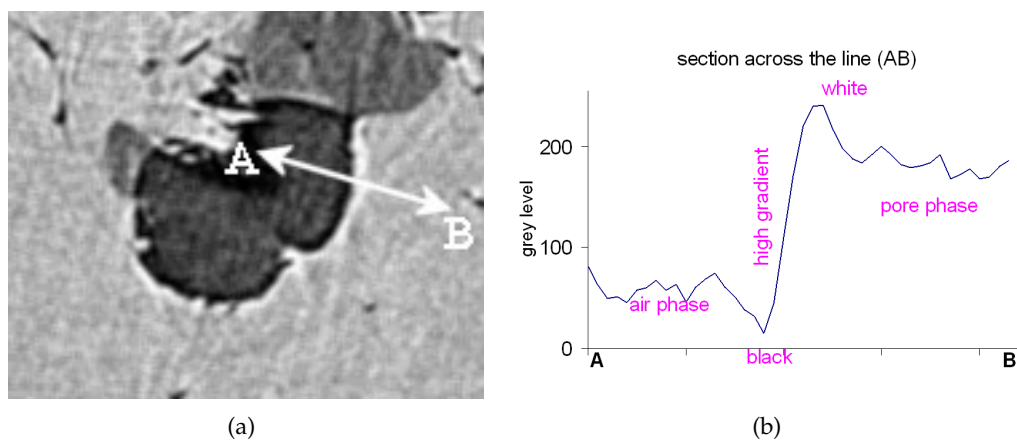 A
B
(a)
section across the line (AB)
white
200
high gradient
grey level
pore phase
100
air phase
0
black
A
B
(b)